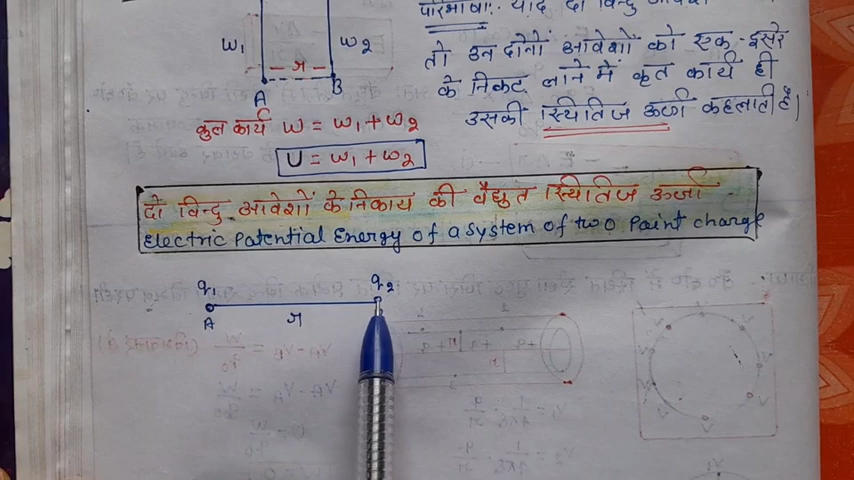 परिभाषा:- यदि दो बिन्दु आवेश
तो उन दोनों आवेशों को एक-दूसरे
के निकट लाने में कृत कार्य ही
उसकी स्थितिज ऊर्जा कहलाती है।
w₁
w₂
r
A
B
कुल कार्य w = w₁ + w₂
U = w₁ + w₂
दो बिन्दु आवेशों के निकाय की वैद्युत स्थितिज ऊर्जा
Electric Potential Energy of a system of two Point charge
q₁
q₂
A
r